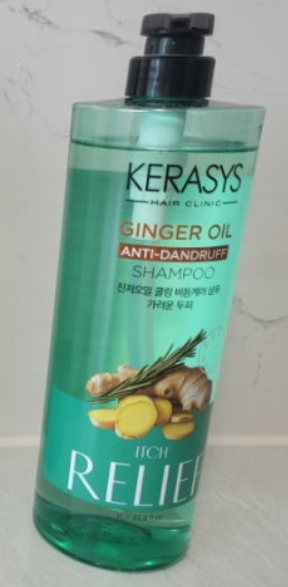 KERASYS
HAIR CLINIC
GINGER OIL
ANTI-DANDRUFF
SHAMPOO
진저오일 쿨링 비듬케어 샴푸
가려운 두피
ITCH
RELIEF